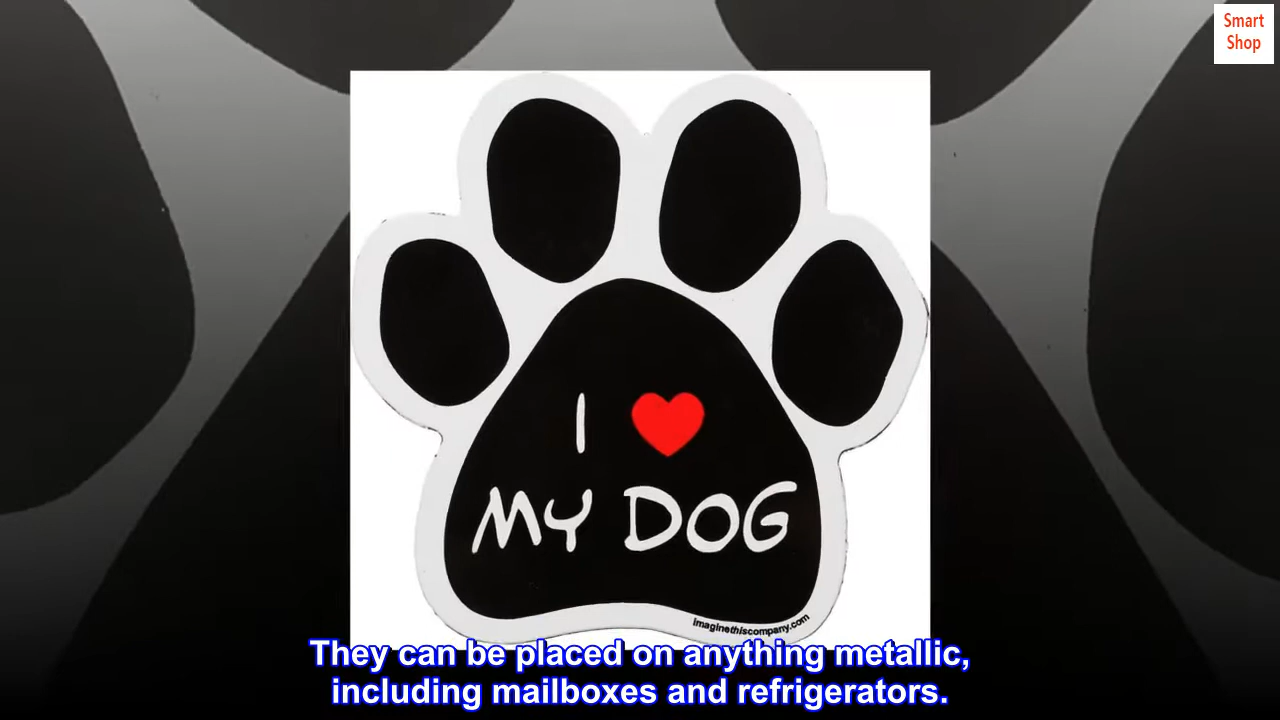 Smart
Shop
I ❤
MY DOG
imaginethiscompany.com
They can be placed on anything metallic,
including mailboxes and refrigerators.